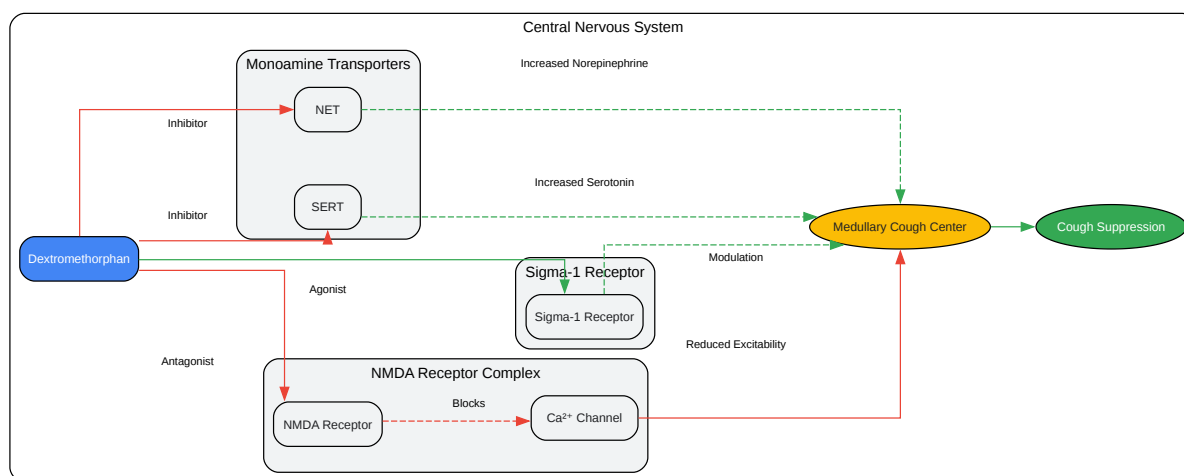 Central Nervous System
Monoamine Transporters
Increased Norepinephrine
NET
Inhibitor
Increased Serotonin
SERT
Inhibitor
Medullary Cough Center
Cough Suppression
Dextromethorphan
Modulation
Sigma-1 Receptor
Agonist
Sigma-1 Receptor
Reduced Excitability
Antagonist
NMDA Receptor Complex
Blocks
NMDA Receptor
Ca²⁺ Channel